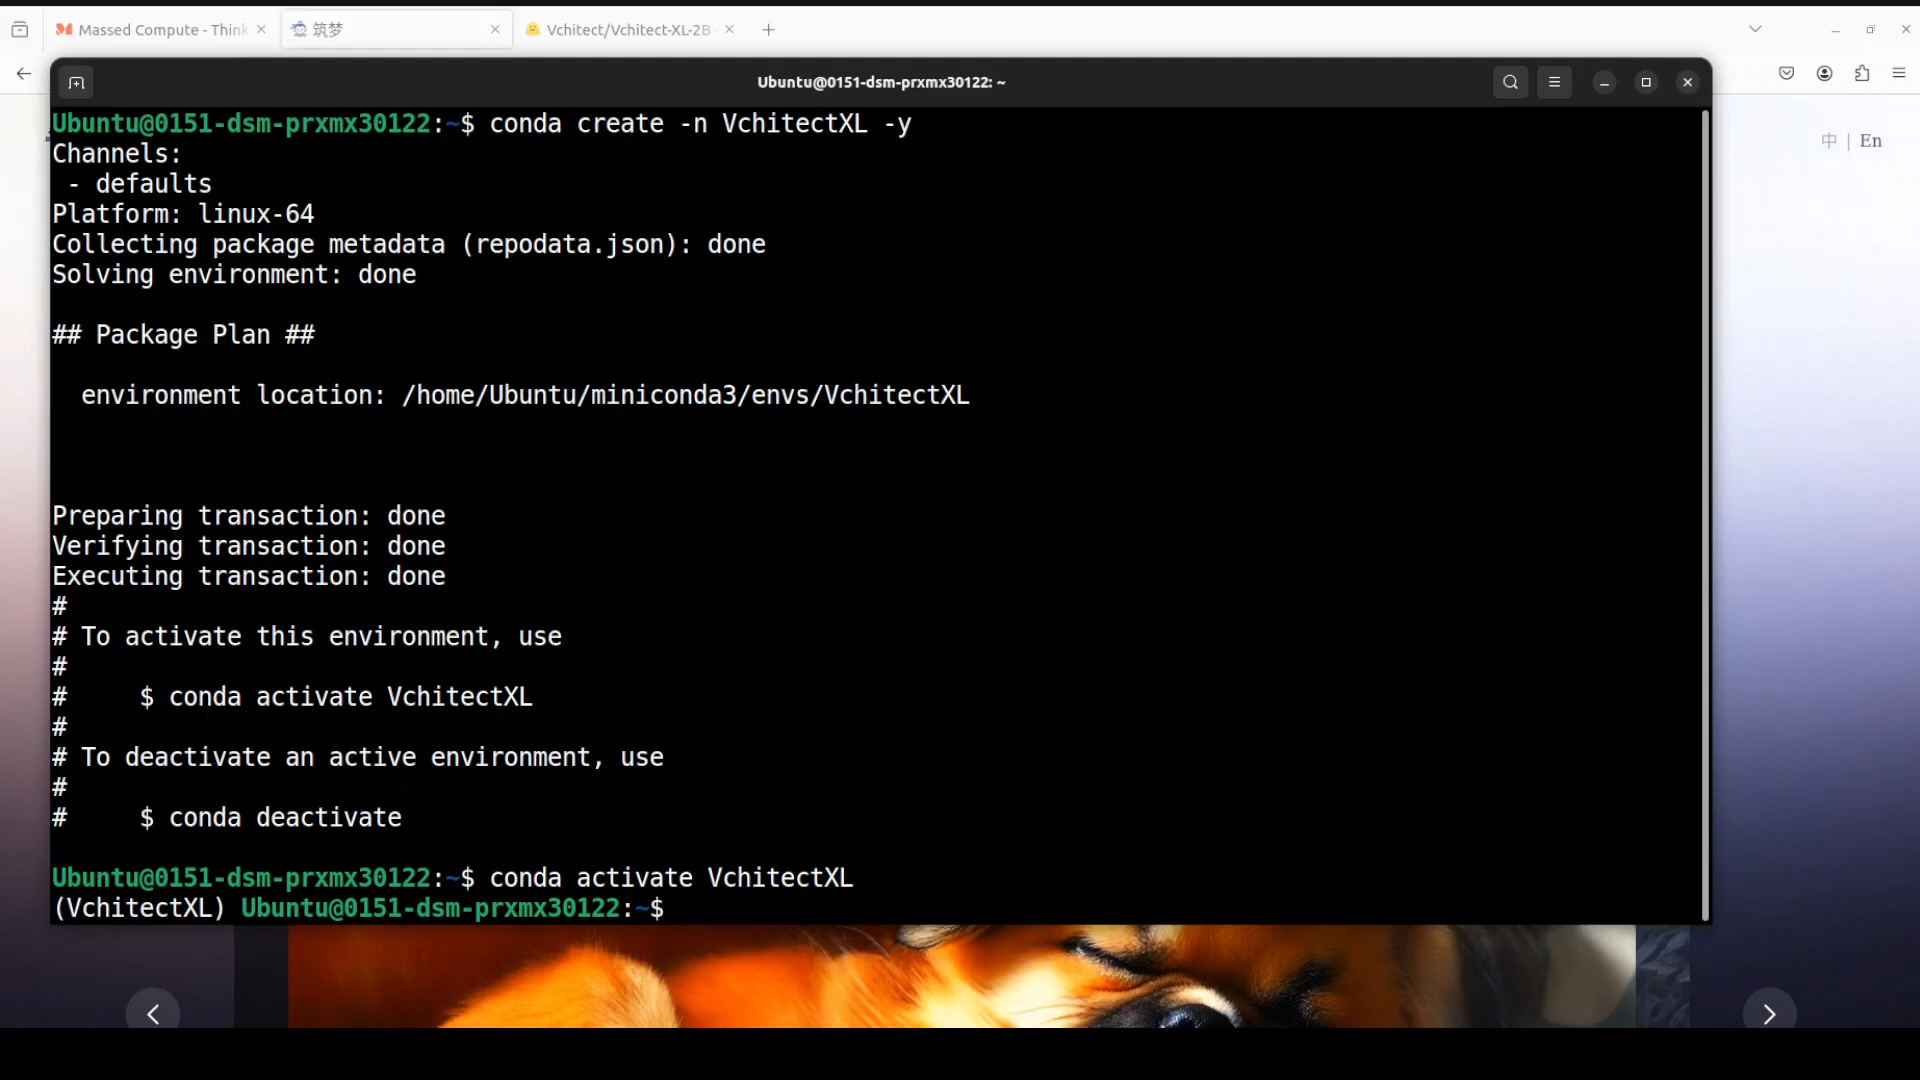 Massed Compute - Think
筑梦
Vchitect/Vchitect-XL-2B
Ubuntu@0151-dsm-prxmx30122: ~
中 | En
Ubuntu@0151-dsm-prxmx30122:~$ conda create -n VchitectXL -y
Channels:
- defaults
Platform: linux-64
Collecting package metadata (repodata.json): done
Solving environment: done
## Package Plan ##
environment location: /home/Ubuntu/miniconda3/envs/VchitectXL
Preparing transaction: done
Verifying transaction: done
Executing transaction: done
#
# To activate this environment, use
#
#     $ conda activate VchitectXL
#
# To deactivate an active environment, use
#
#     $ conda deactivate
Ubuntu@0151-dsm-prxmx30122:~$ conda activate VchitectXL
(VchitectXL) Ubuntu@0151-dsm-prxmx30122:~$